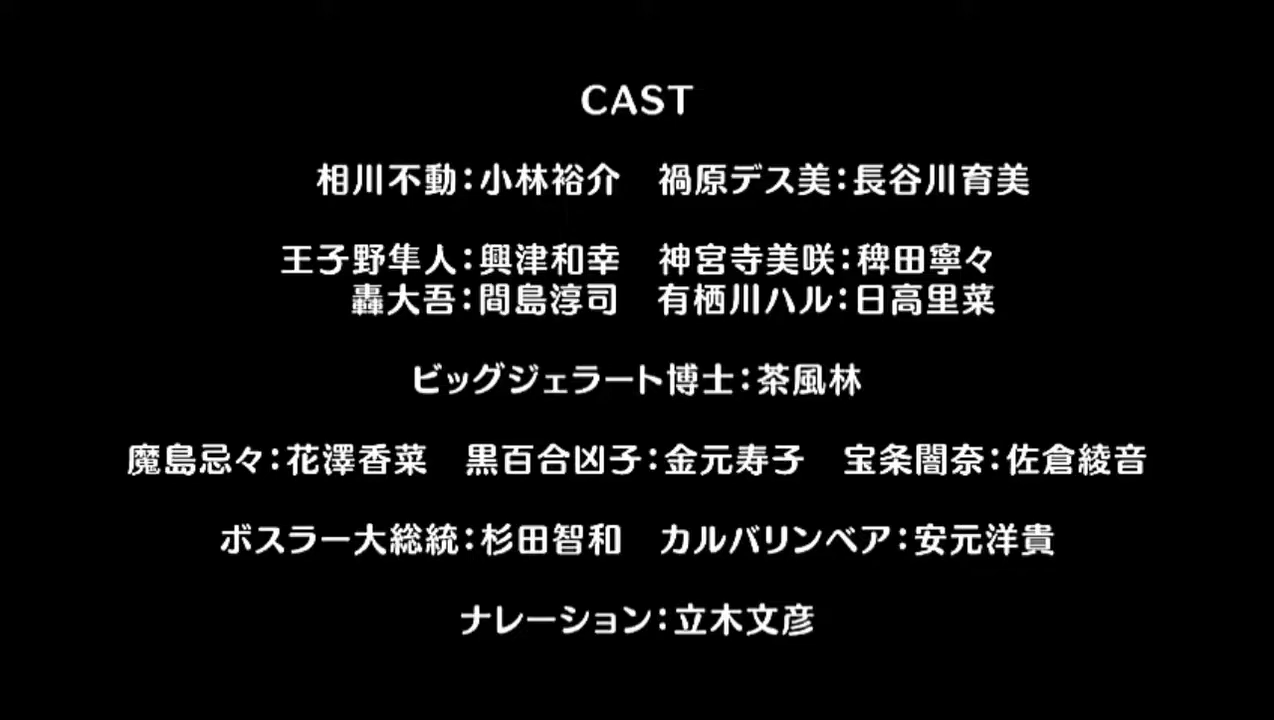 CAST
相川不動：小林裕介　禍原デス美：長谷川育美
王子野隼人：興津和幸　神宮寺美咲：稗田寧々
轟大吾：間島淳司　有栖川ハル：日高里菜
ビッグジェラート博士：茶風林
魔島忌々：花澤香菜　黒百合凶子：金元寿子　宝条闇奈：佐倉綾音
ボスラー大総統：杉田智和　カルバリンベア：安元洋貴
ナレーション：立木文彦